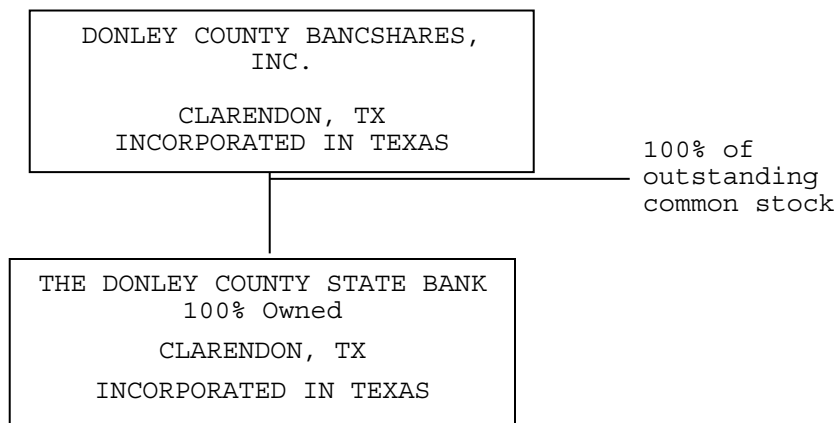 DONLEY COUNTY BANCSHARES,
INC.
CLARENDON, TX
INCORPORATED IN TEXAS
100% of
outstanding
common stock
THE DONLEY COUNTY STATE BANK
100% Owned
CLARENDON, TX
INCORPORATED IN TEXAS